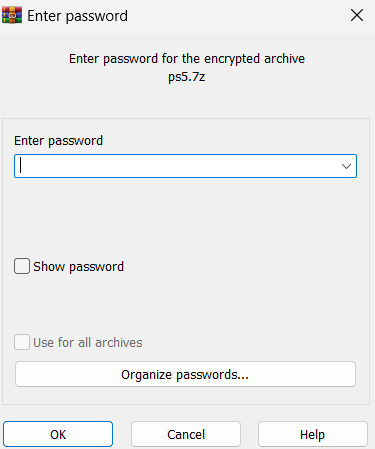 Enter password
Enter password for the encrypted archive
ps5.7z
Enter password
Show password
Use for all archives
Organize passwords...
OK
Cancel
Help